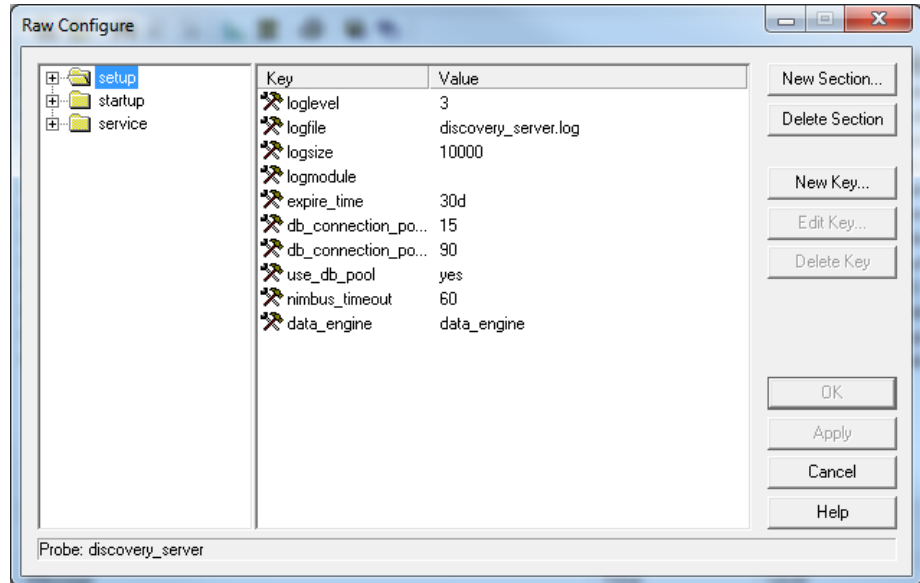 Raw Configure
setup
startup
service
Key Value
loglevel 3
logfile discovery_server.log
logsize 10000
logmodule
expire_time 30d
db_connection_po... 15
db_connection_po... 90
use_db_pool yes
nimbus_timeout 60
data_engine data_engine
New Section...
Delete Section
New Key...
Edit Key...
Delete Key
OK
Apply
Cancel
Help
Probe: discovery_server